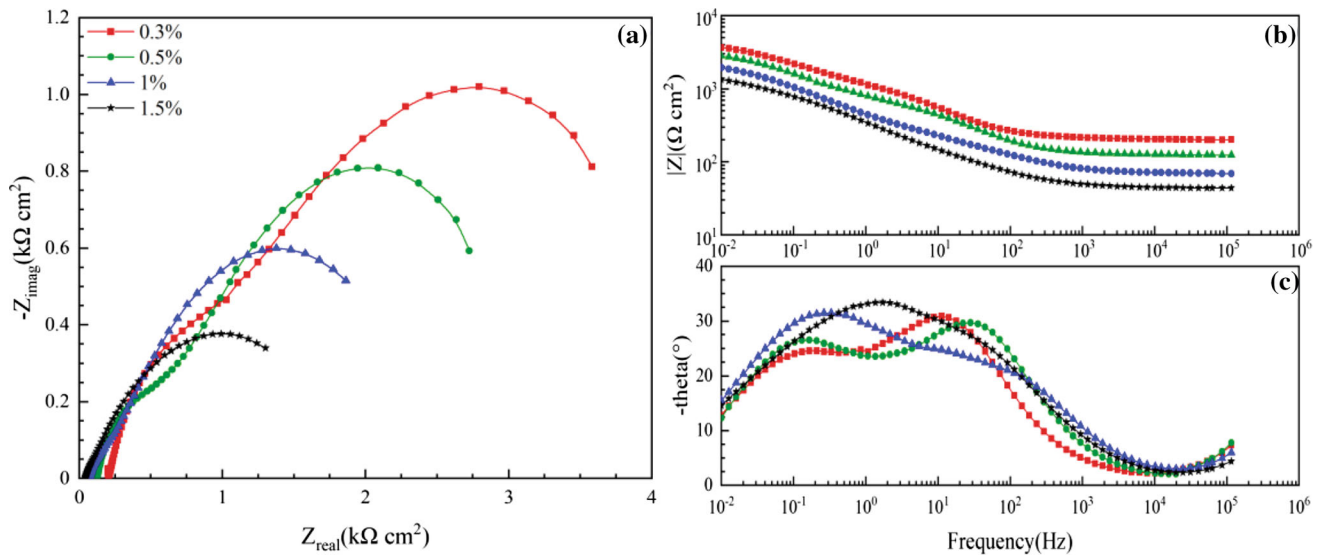 (a)
0.3%
0.5%
1%
1.5%
1.2
1.0
0.8
0.6
0.4
0.2
0
-Z_imag(kΩ cm²)
0 1 2 3 4
Z_real(kΩ cm²)
(b)
10⁴
10³
10²
10¹
|Z|(Ω cm²)
10⁻² 10⁻¹ 10⁰ 10¹ 10² 10³ 10⁴ 10⁵ 10⁶
(c)
40
30
20
10
0
-theta(°)
10⁻² 10⁻¹ 10⁰ 10¹ 10² 10³ 10⁴ 10⁵ 10⁶
Frequency(Hz)